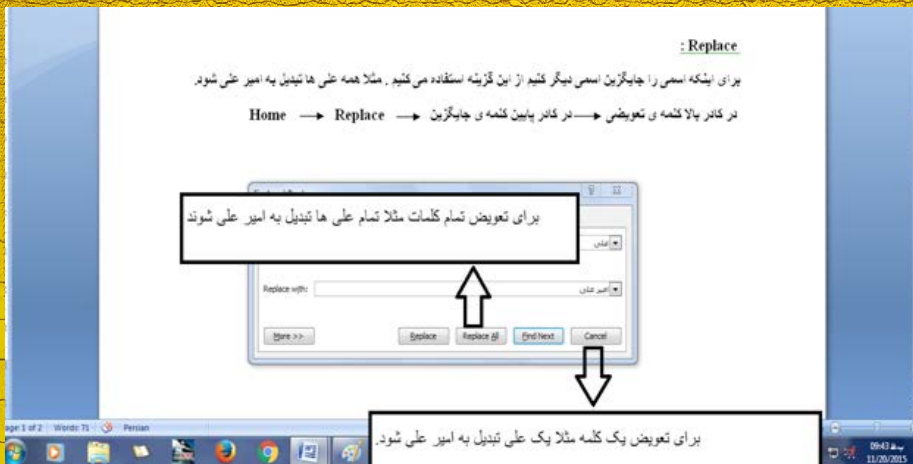 Replace :
برای اینکه اسمی را جایگزین اسمی دیگر کنیم از این گزینه استفاده می کنیم . مثلا همه علی ها تبدیل به امیر علی شود.
در کادر بالا کلمه ی تعویضی ← در کادر پایین کلمه ی جایگزین Home → Replace →
برای تعویض تمام کلمات مثلا تمام علی ها تبدیل به امیر علی شوند
علی
Replace with: امیر علی
More >> Replace Replace All Find Next Cancel
برای تعویض یک کلمه مثلا یک علی تبدیل به امیر علی شود.
age: 1 of 2 Words: 71 Persian
09:43
11/20/2015